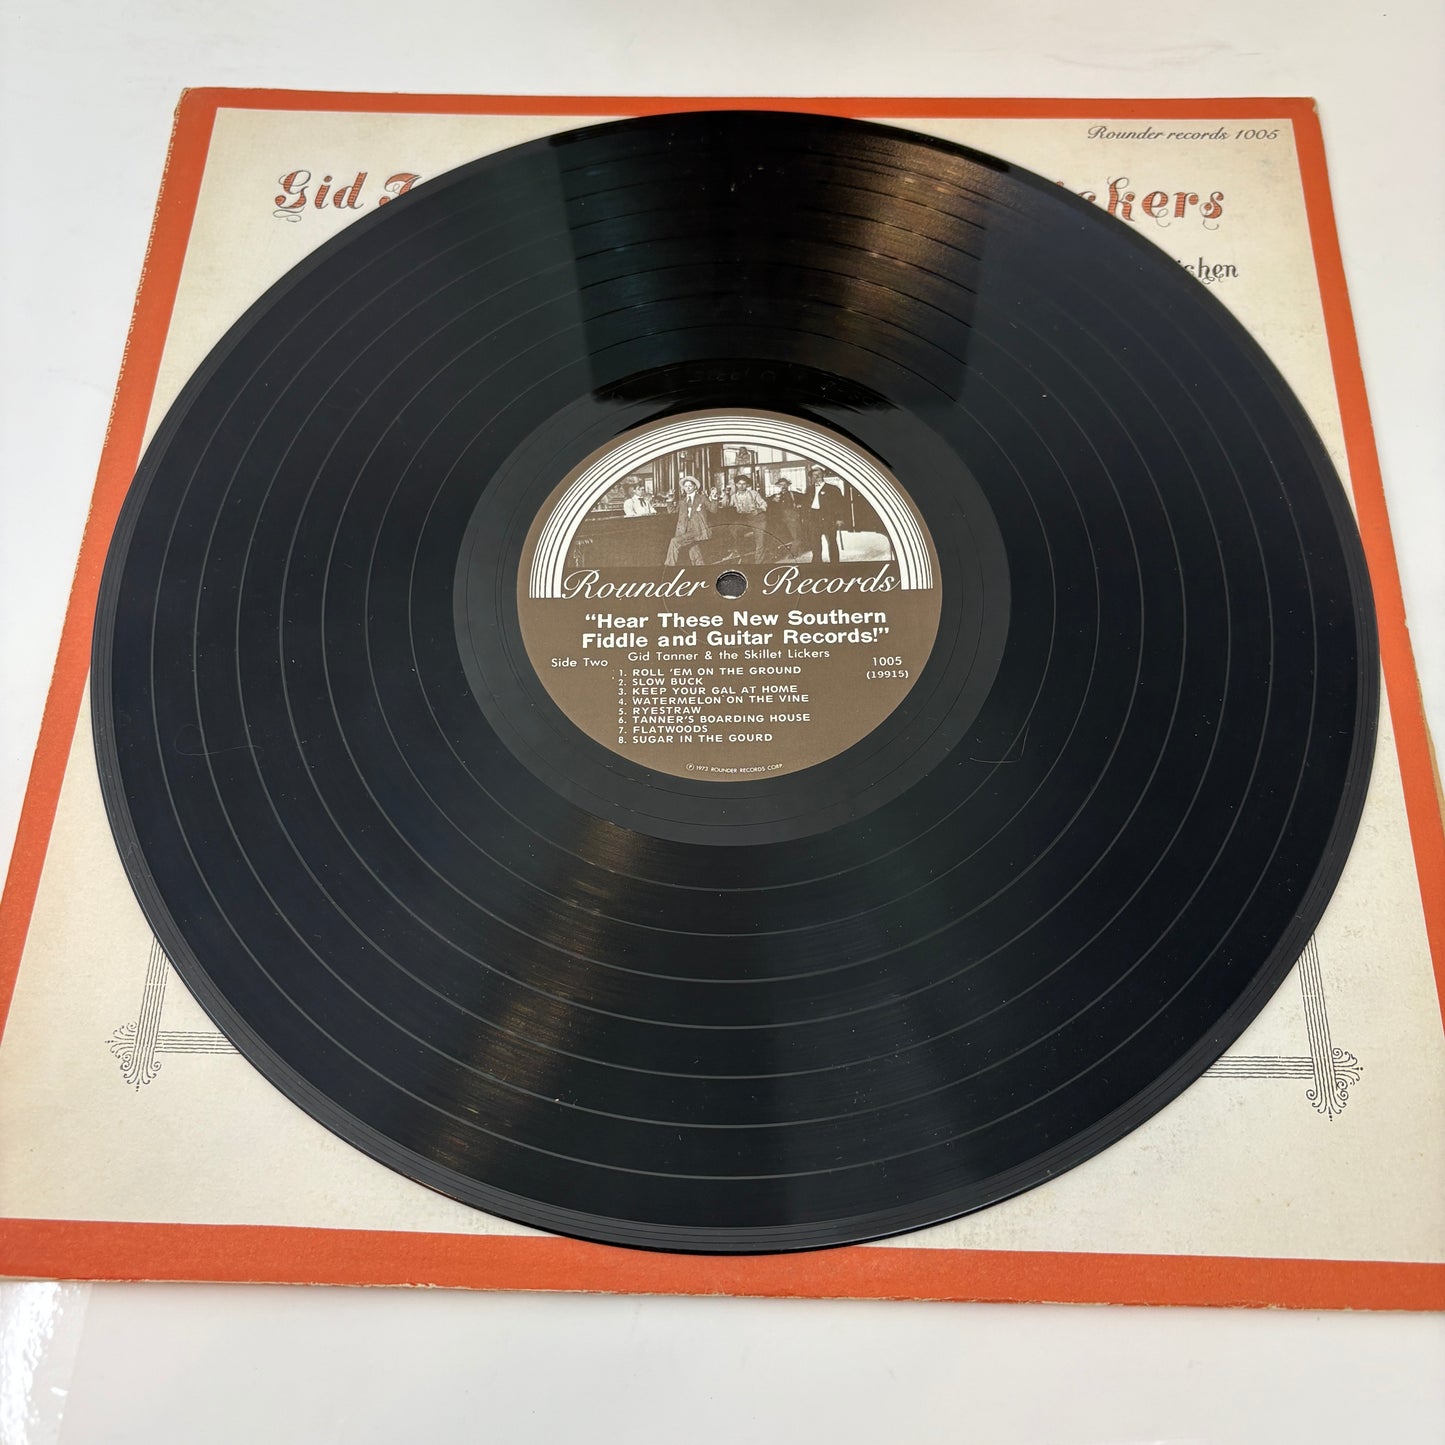 Rounder records 1005
Gid
ckers
ichen
Rounder Records
"Hear These New Southern
Fiddle and Guitar Records!"
Gid Tanner & the Skillet Lickers
Side Two
1005
(19915)
1. ROLL 'EM ON THE GROUND
2. SLOW BUCK
3. KEEP YOUR GAL AT HOME
4. WATERMELON ON THE VINE
5. RYESTRAW
6. TANNER'S BOARDING HOUSE
7. FLATWOODS
8. SUGAR IN THE GOURD
℗ 1973 ROUNDER RECORDS CORP.